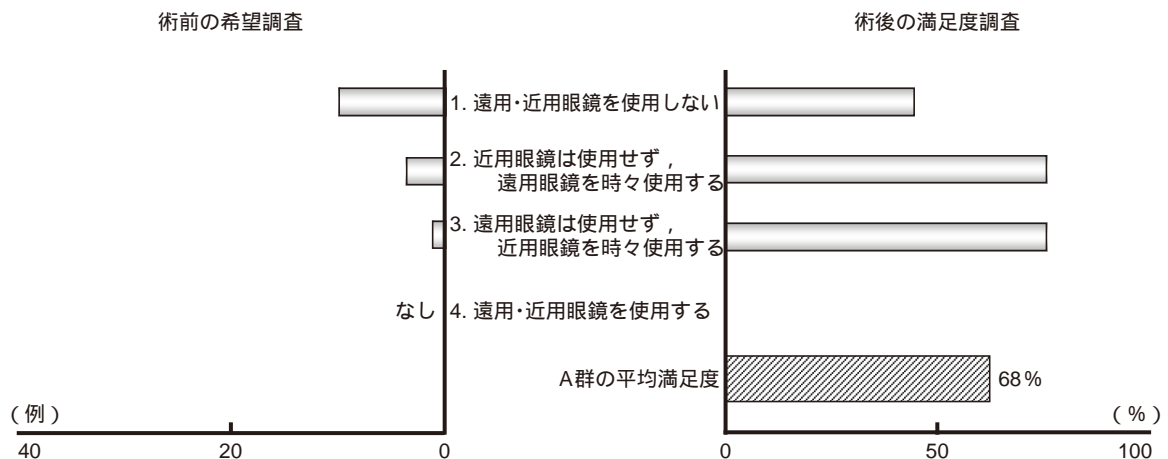 術前の希望調査
術後の満足度調査
1. 遠用･近用眼鏡を使用しない
2. 近用眼鏡は使用せず，
遠用眼鏡を時々使用する
3. 遠用眼鏡は使用せず，
近用眼鏡を時々使用する
なし
4. 遠用･近用眼鏡を使用する
A群の平均満足度
68％
（例）
（％）
40
20
0
0
50
100